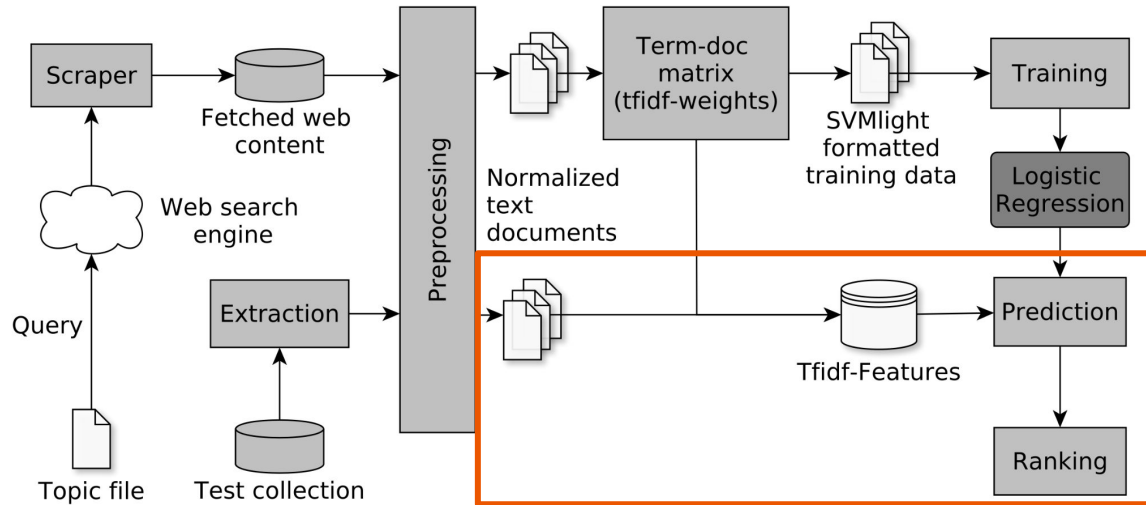 Scraper
Fetched web
content
Web search
engine
Query
Topic file
Extraction
Test collection
Preprocessing
Normalized
text
documents
Term-doc
matrix
(tfidf-weights)
SVMlight
formatted
training data
Training
Logistic
Regression
Tfidf-Features
Prediction
Ranking